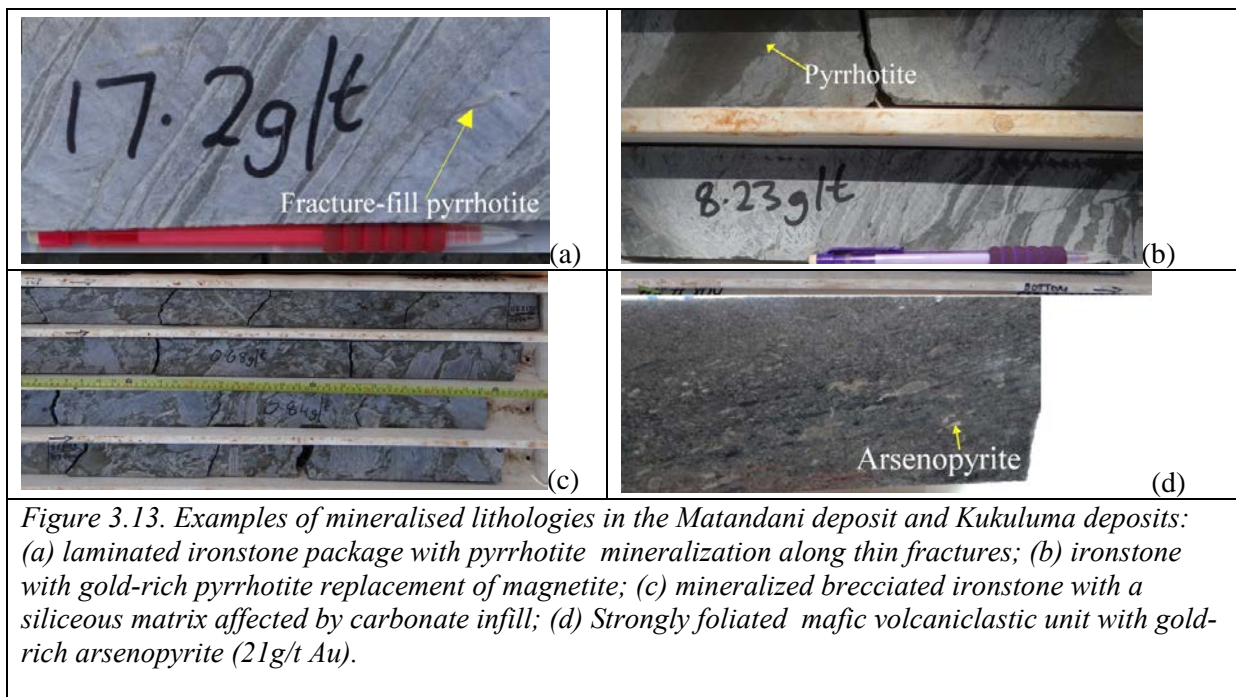 17.2g/t
Fracture-fill pyrrhotite
(a)
Pyrrhotite
8.23g/t
(b)
0.68g/t
0.84g/t
(c)
BOTTOM
Arsenopyrite
(d)
Figure 3.13. Examples of mineralised lithologies in the Matandani deposit and Kukuluma deposits:
(a) laminated ironstone package with pyrrhotite mineralization along thin fractures; (b) ironstone
with gold-rich pyrrhotite replacement of magnetite; (c) mineralized brecciated ironstone with a
siliceous matrix affected by carbonate infill; (d) Strongly foliated mafic volcaniclastic unit with gold-
rich arsenopyrite (21g/t Au).